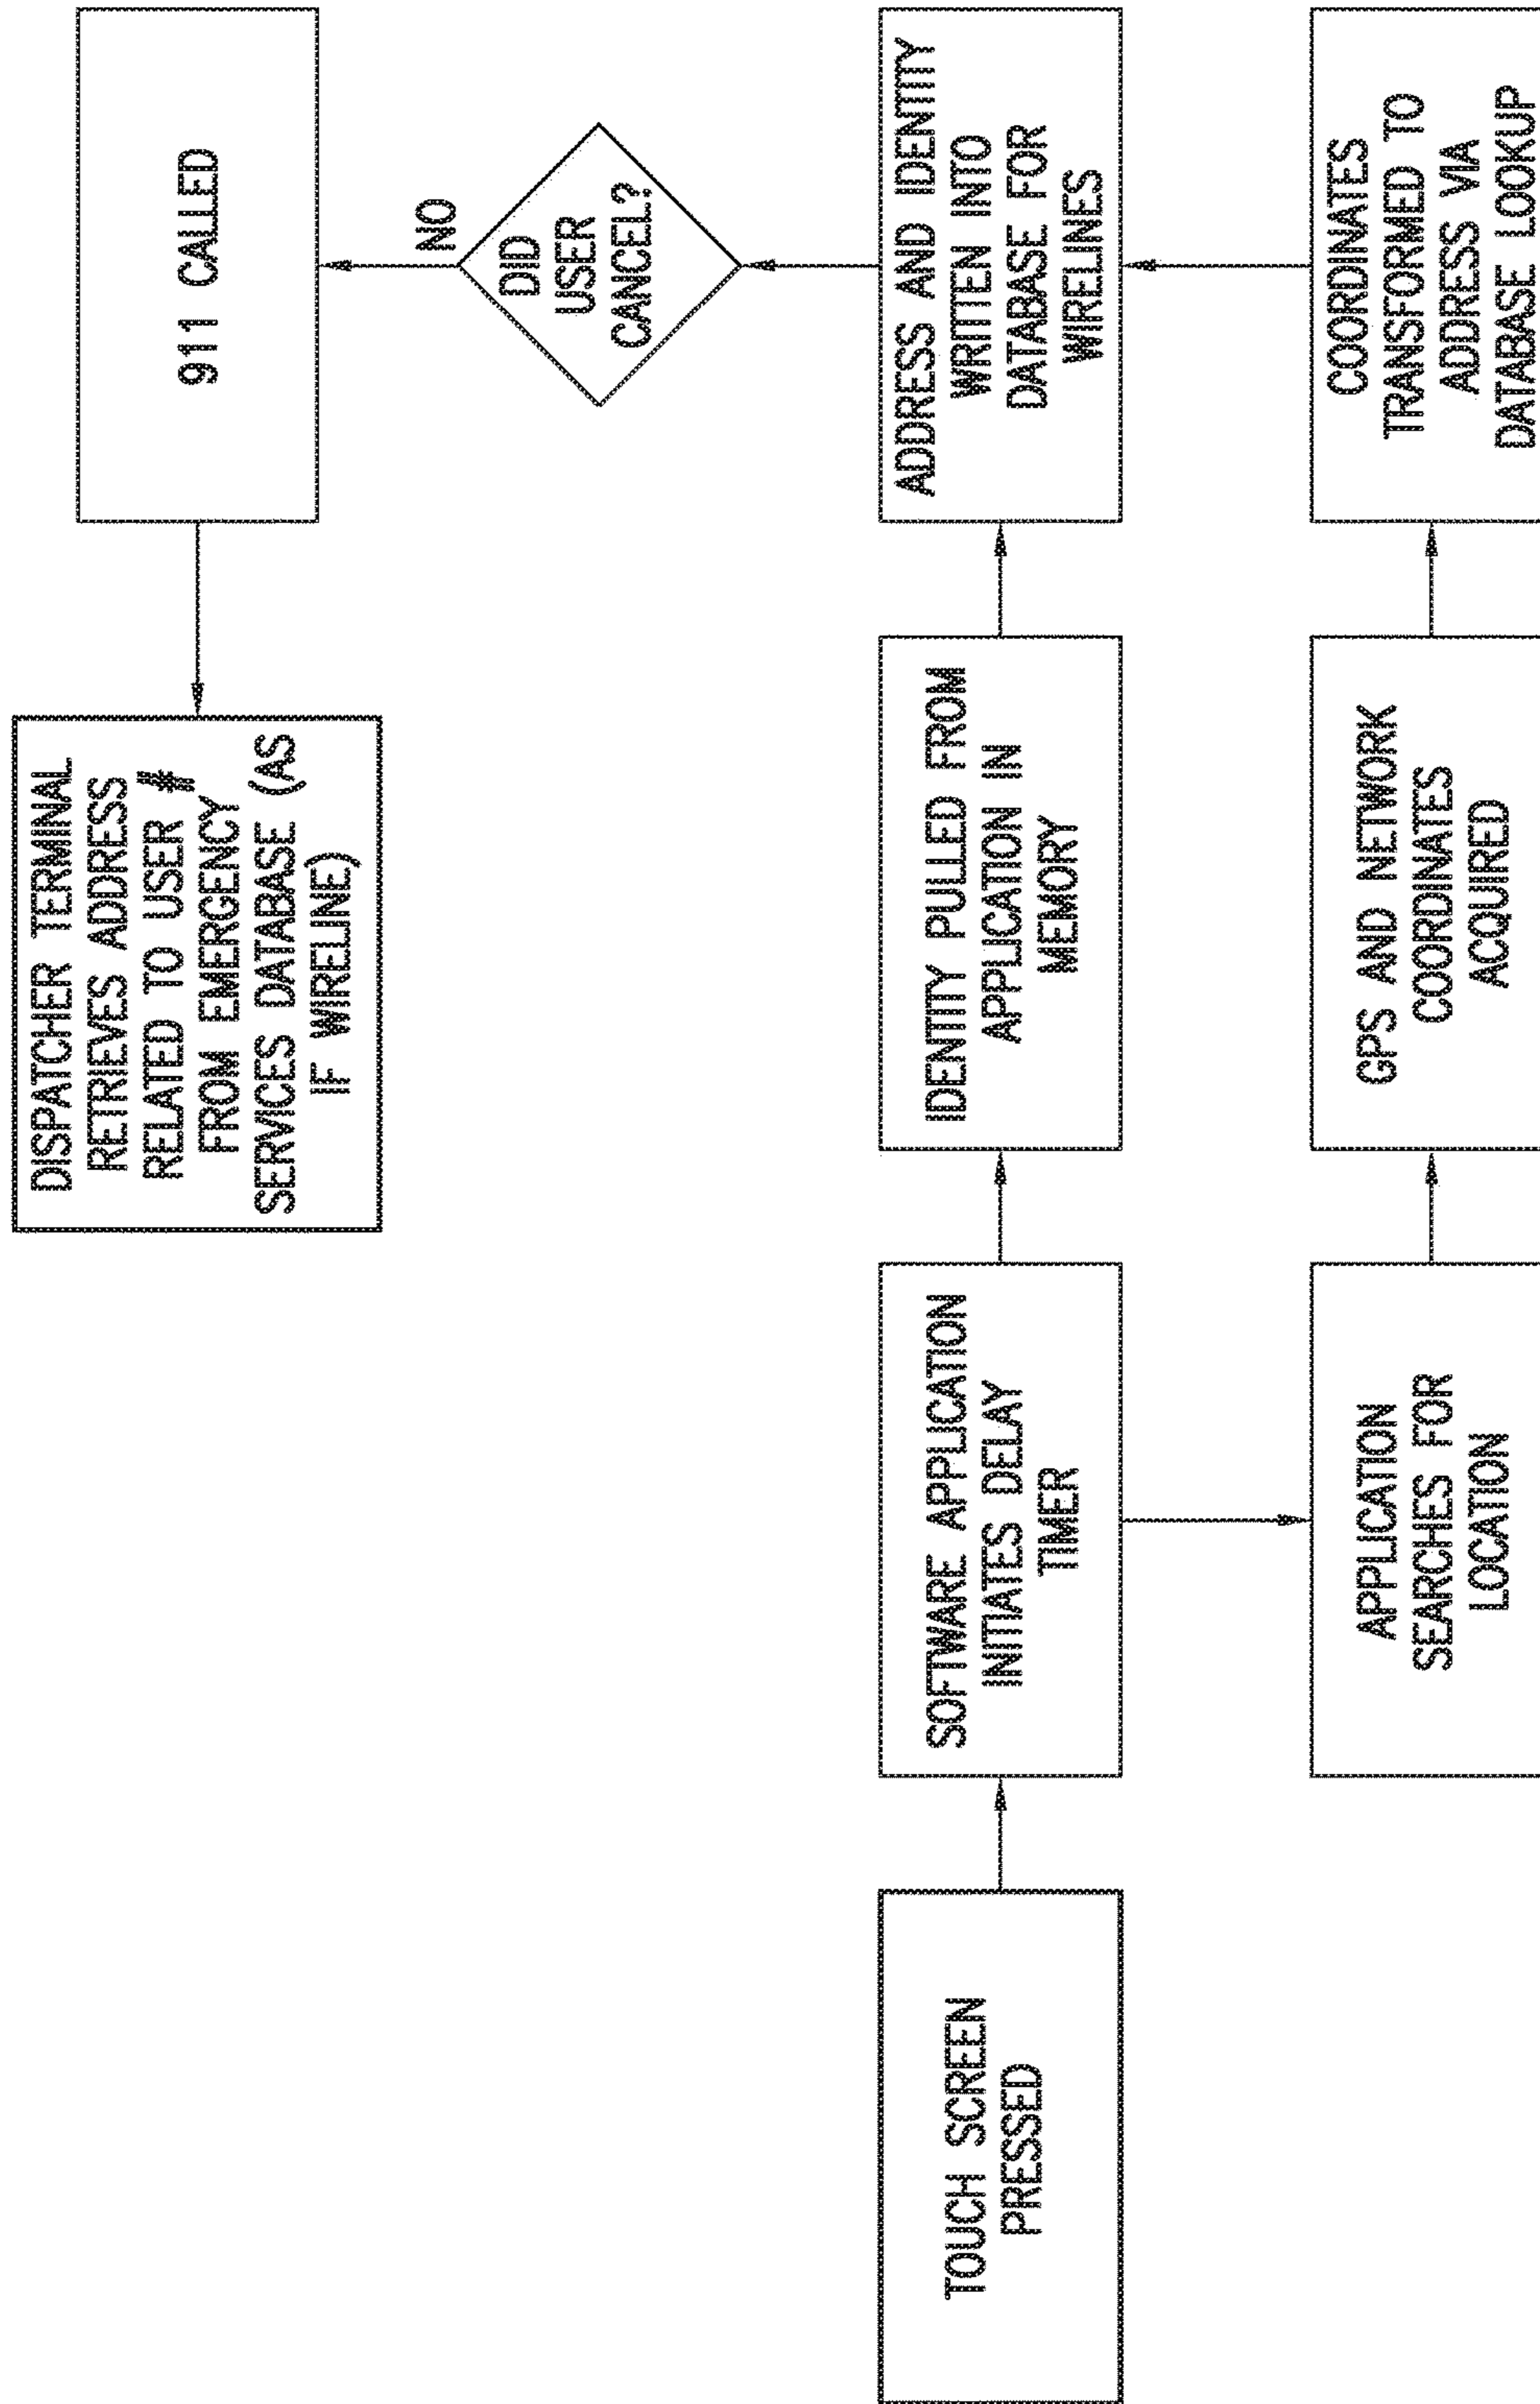 DISPATCHER TERMINAL
RETRIEVES ADDRESS
RELATED TO USER #
FROM EMERGENCY
SERVICES DATABASE (AS
IF WIRELINE)
911 CALLED
NO
DID
USER
CANCEL?
TOUCH SCREEN
PRESSED
SOFTWARE APPLICATION
INITIATES DELAY
TIMER
IDENTITY PULLED FROM
APPLICATION IN
MEMORY
ADDRESS AND IDENTITY
WRITTEN INTO
DATABASE FOR
WIRELINES
APPLICATION
SEARCHES FOR
LOCATION
GPS AND NETWORK
COORDINATES
ACQUIRED
COORDINATES
TRANSFORMED TO
ADDRESS VIA
DATABASE LOOKUP